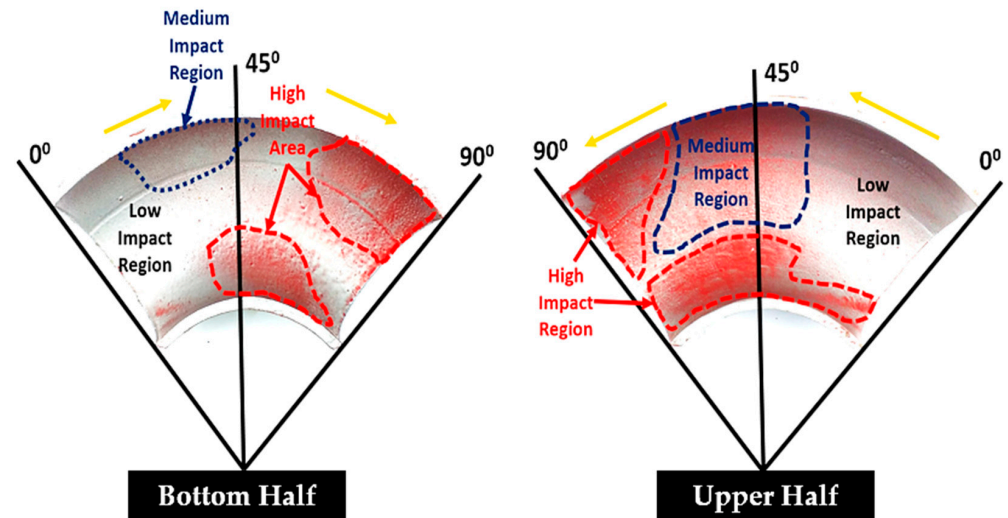 Medium
Impact
Region
45⁰
High
Impact
Area
0⁰
90⁰
Low
Impact
Region
Bottom Half
45⁰
90⁰
0⁰
Medium
Impact
Region
Low
Impact
Region
High
Impact
Region
Upper Half